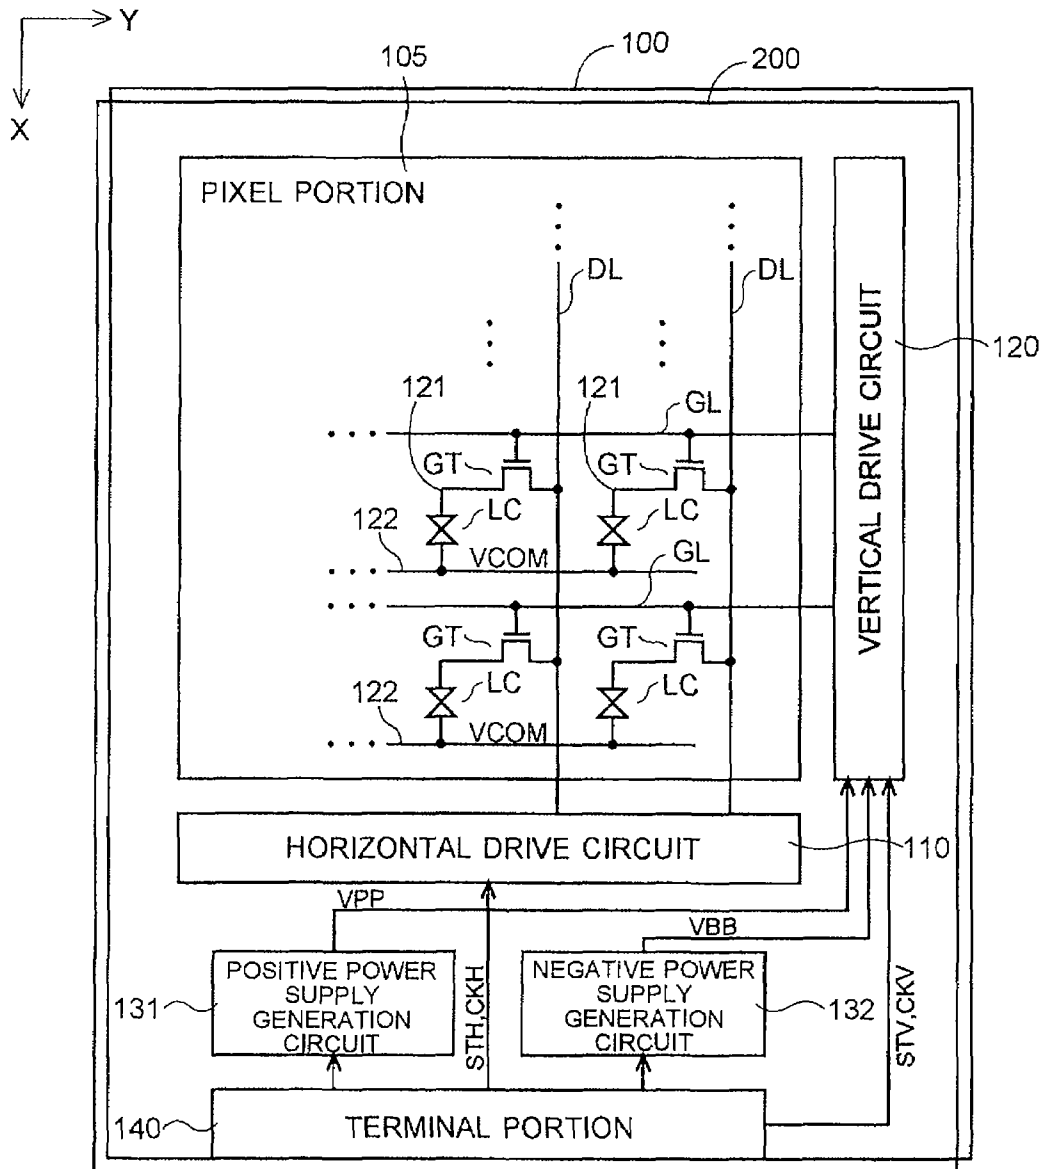 Y
X
100
105
200
PIXEL PORTION
DL
DL
120
VERTICAL DRIVE CIRCUIT
121
121
GL
GT
GT
LC
LC
122
VCOM
GL
GT
GT
LC
LC
122
VCOM
HORIZONTAL DRIVE CIRCUIT
110
VPP
VBB
POSITIVE POWER
SUPPLY
GENERATION
CIRCUIT
131
STH,CKH
NEGATIVE POWER
SUPPLY
GENERATION
CIRCUIT
132
STV,CKV
140
TERMINAL PORTION